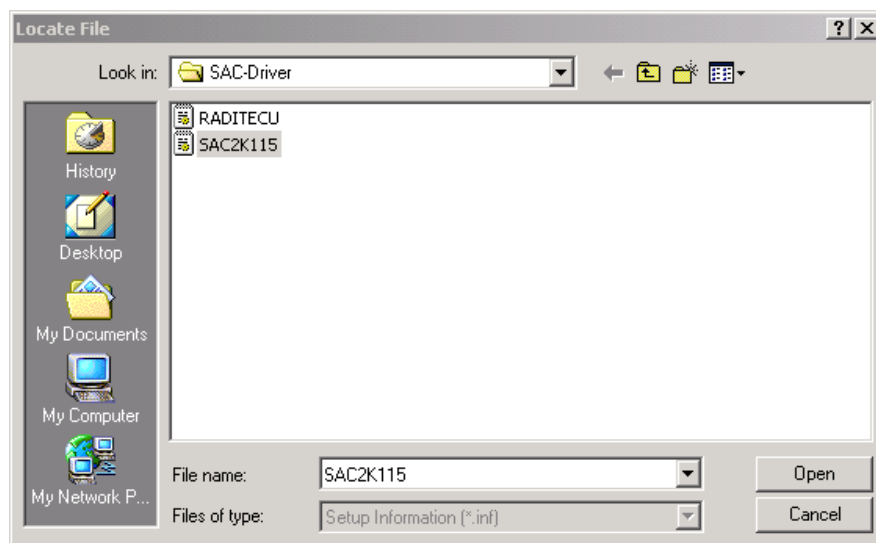 Locate File
Look in:
SAC-Driver
RADITECU
SAC2K115
History
Desktop
My Documents
My Computer
My Network P...
File name:
SAC2K115
Open
Files of type:
Setup Information (*.inf)
Cancel